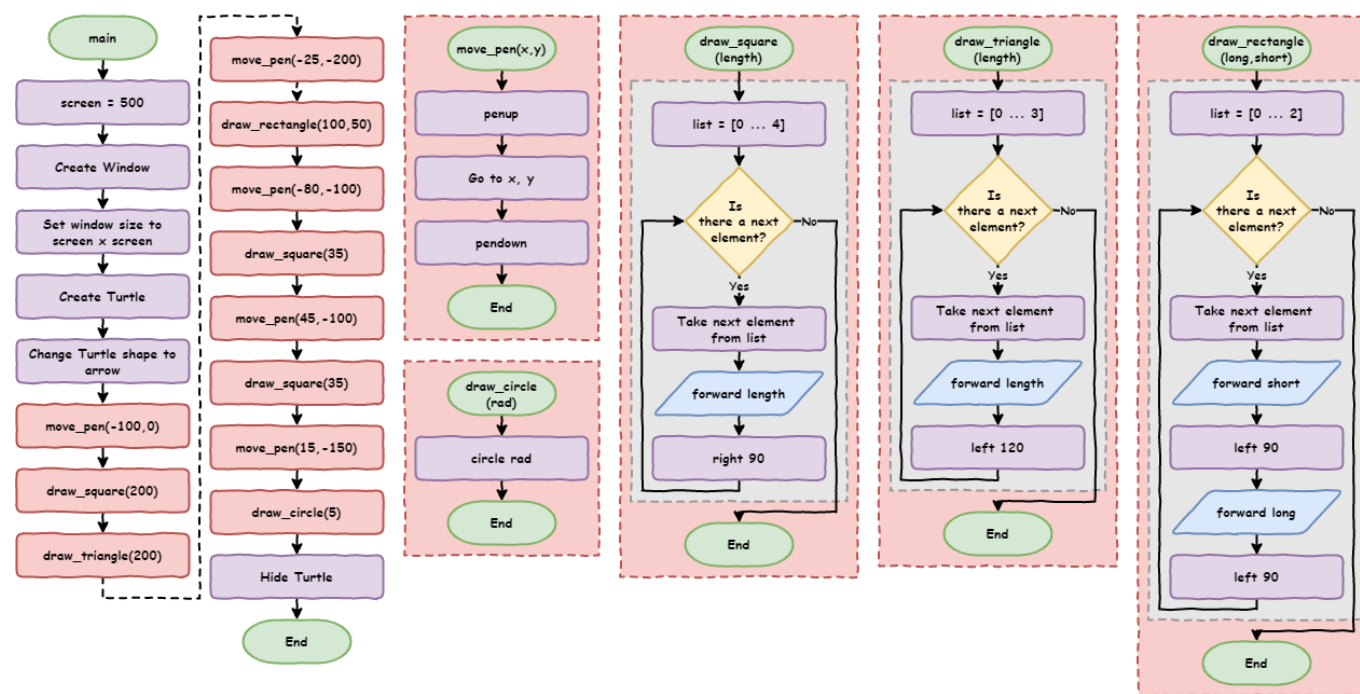 main
screen = 500
Create Window
Set window size to
screen x screen
Create Turtle
Change Turtle shape to
arrow
move_pen(-100,0)
draw_square(200)
draw_triangle(200)
move_pen(-25,-200)
draw_rectangle(100,50)
move_pen(-80,-100)
draw_square(35)
move_pen(45,-100)
draw_square(35)
move_pen(15,-150)
draw_circle(5)
Hide Turtle
End
move_pen(x,y)
penup
Go to x, y
pendown
End
draw_circle
(rad)
circle rad
End
draw_square
(length)
list = [0 ... 4]
Is
there a next
element?
No
Yes
Take next element
from list
forward length
right 90
End
draw_triangle
(length)
list = [0 ... 3]
Is
there a next
element?
No
Yes
Take next element
from list
forward length
left 120
End
draw_rectangle
(long,short)
list = [0 ... 2]
Is
there a next
element?
No
Yes
Take next element
from list
forward short
left 90
forward long
left 90
End